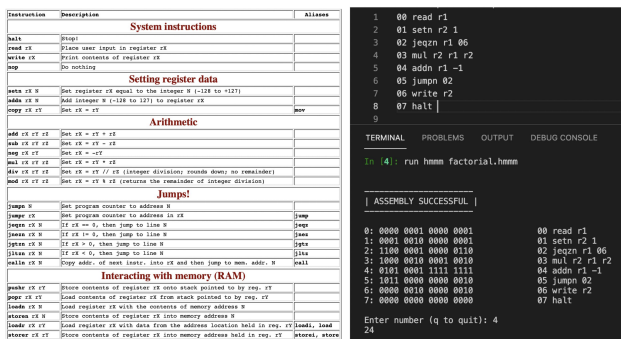 Instruction Description Aliases
System instructions
halt Stop!
read rX Place user input in register rX
write rX Print contents of register rX
nop Do nothing
Setting register data
setn rX N Set register rX equal to the integer N (-128 to +127)
addn rX N Add integer N (-128 to 127) to register rX
copy rX rY Set rX = rY mov
Arithmetic
add rX rY rZ Set rX = rY + rZ
sub rX rY rZ Set rX = rY - rZ
neg rX rY Set rX = -rY
mul rX rY rZ Set rX = rY * rZ
div rX rY rZ Set rX = rY // rZ (integer division; rounds down; no remainder)
mod rX rY rZ Set rX = rY % rZ (returns the remainder of integer division)
Jumps!
jumpn N Set program counter to address N
jumpr rX Set program counter to address in rX jump
jeqzn rX N If rX == 0, then jump to line N jeqz
jnezn rX N If rX != 0, then jump to line N jnez
jgtzn rX N If rX > 0, then jump to line N jgtz
jltzn rX N If rX < 0, then jump to line N jltz
calln rX N Copy addr. of next instr. into rX and then jump to mem. addr. N call
Interacting with memory (RAM)
pushr rX rY Store contents of register rX onto stack pointed to by reg. rY
popr rX rY Load contents of register rX from stack pointed to by reg. rY
loadn rX N Load register rX with the contents of memory address N
storen rX N Store contents of register rX into memory address N
loadr rX rY Load register rX with data from the address location held in reg. rY loadi, load
storer rX rY Store contents of register rX into memory address held in reg. rY storei, store
1 00 read r1
2 01 setn r2 1
3 02 jeqzn r1 06
4 03 mul r2 r1 r2
5 04 addn r1 -1
6 05 jumpn 02
7 06 write r2
8 07 halt
9
TERMINAL PROBLEMS OUTPUT DEBUG CONSOLE
In [4]: run hmmm factorial.hmmm
----------------------
| ASSEMBLY SUCCESSFUL |
----------------------
0: 0000 0001 0000 0001 00 read r1
1: 0001 0010 0000 0001 01 setn r2 1
2: 1100 0001 0000 0110 02 jeqzn r1 06
3: 1000 0010 0001 0010 03 mul r2 r1 r2
4: 0101 0001 1111 1111 04 addn r1 -1
5: 1011 0000 0000 0010 05 jumpn 02
6: 0000 0010 0000 0010 06 write r2
7: 0000 0000 0000 0000 07 halt
Enter number (q to quit): 4
24